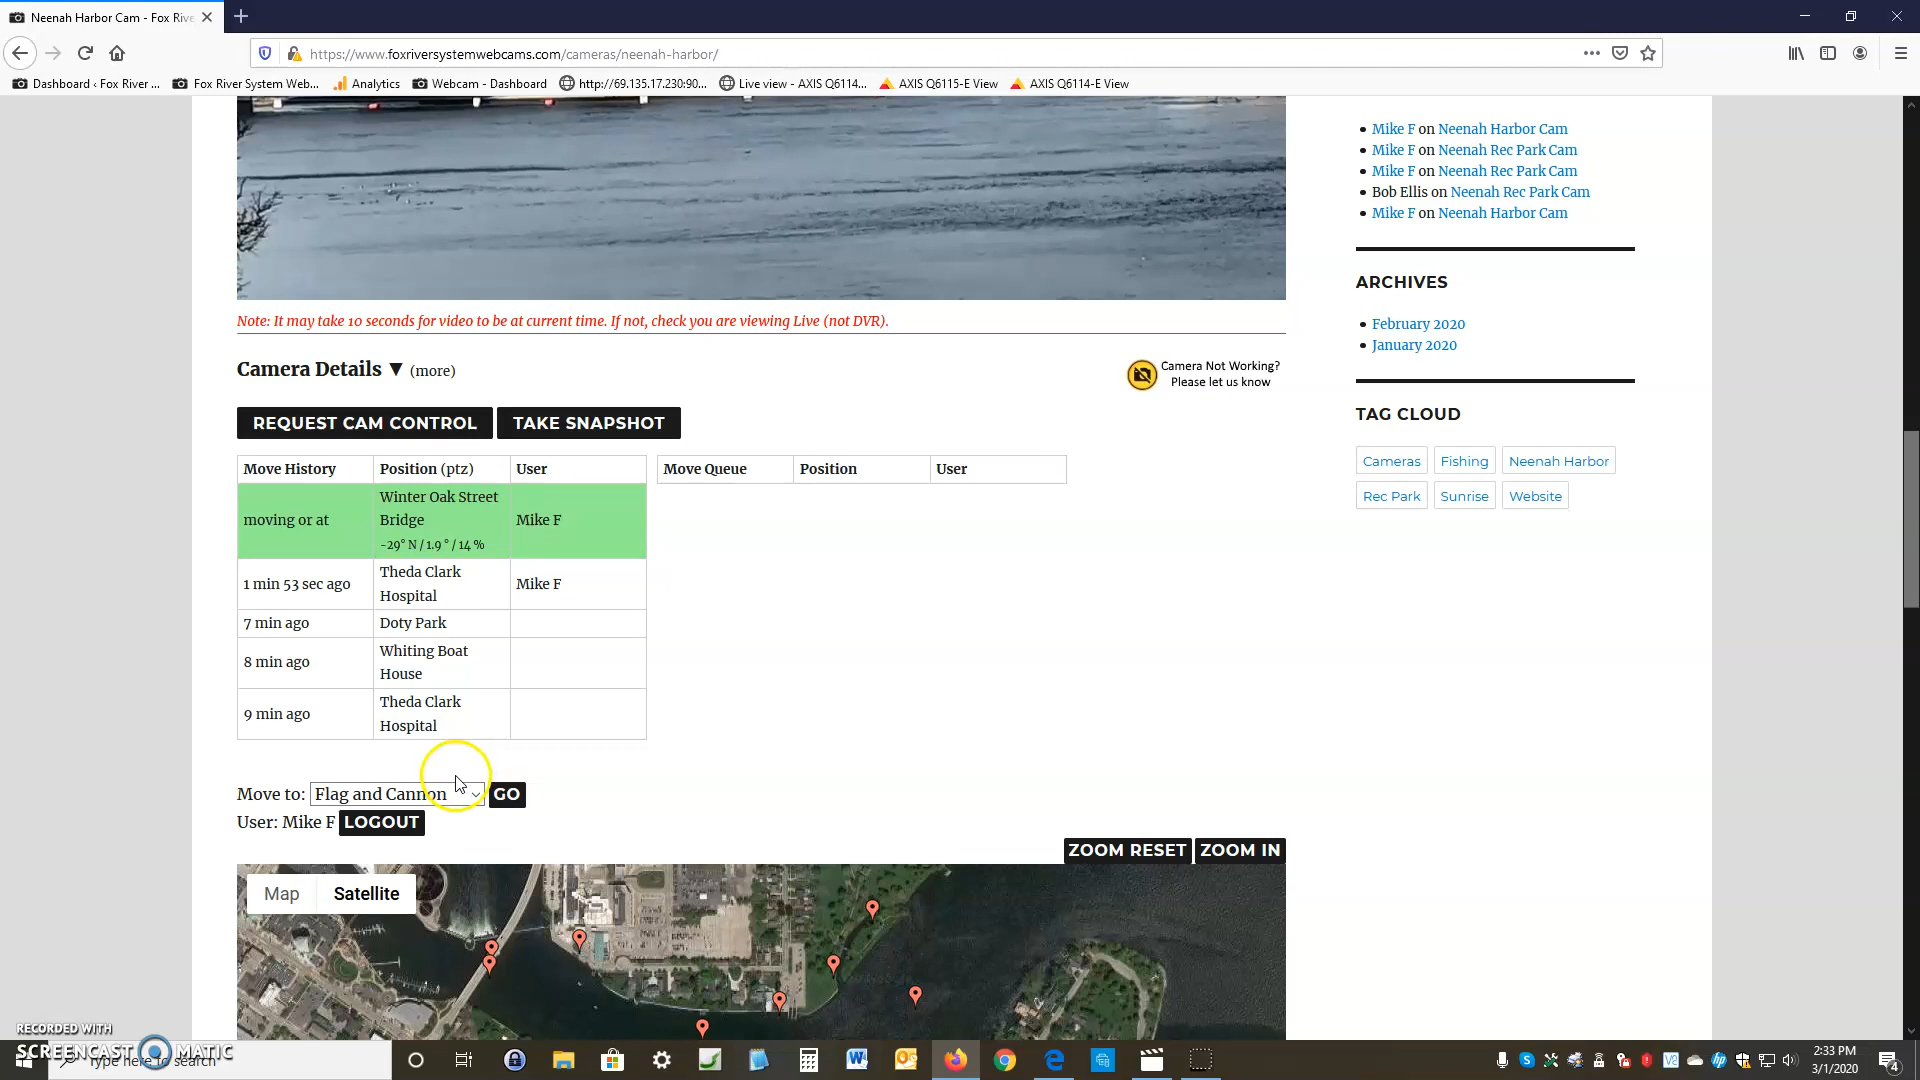 Neenah Harbor Cam - Fox Rive
https://www.foxriversystemwebcams.com/cameras/neenah-harbor/
Dashboard ‹ Fox River ...
Fox River System Web...
Analytics
Webcam - Dashboard
http://69.135.17.230:90...
Live view - AXIS Q6114...
AXIS Q6115-E View
AXIS Q6114-E View
Note: It may take 10 seconds for video to be at current time. If not, check you are viewing Live (not DVR).
Camera Details ▼ (more)
Camera Not Working?
Please let us know
REQUEST CAM CONTROL
TAKE SNAPSHOT
Move History Position (ptz) User
moving or at Winter Oak Street Mike F
Bridge
-29° N / 1.9 ° / 14 %
1 min 53 sec ago Theda Clark Mike F
Hospital
7 min ago Doty Park
8 min ago Whiting Boat
House
9 min ago Theda Clark
Hospital
Move Queue Position User
Move to: Flag and Cannon GO
User: Mike F LOGOUT
ZOOM RESET ZOOM IN
Map Satellite
Mike F on Neenah Harbor Cam
Mike F on Neenah Rec Park Cam
Mike F on Neenah Rec Park Cam
Bob Ellis on Neenah Rec Park Cam
Mike F on Neenah Harbor Cam
ARCHIVES
February 2020
January 2020
TAG CLOUD
Cameras Fishing Neenah Harbor
Rec Park Sunrise Website
RECORDED WITH
SCREENCAST MATIC
Type here to search
2:33 PM
3/1/2020
4